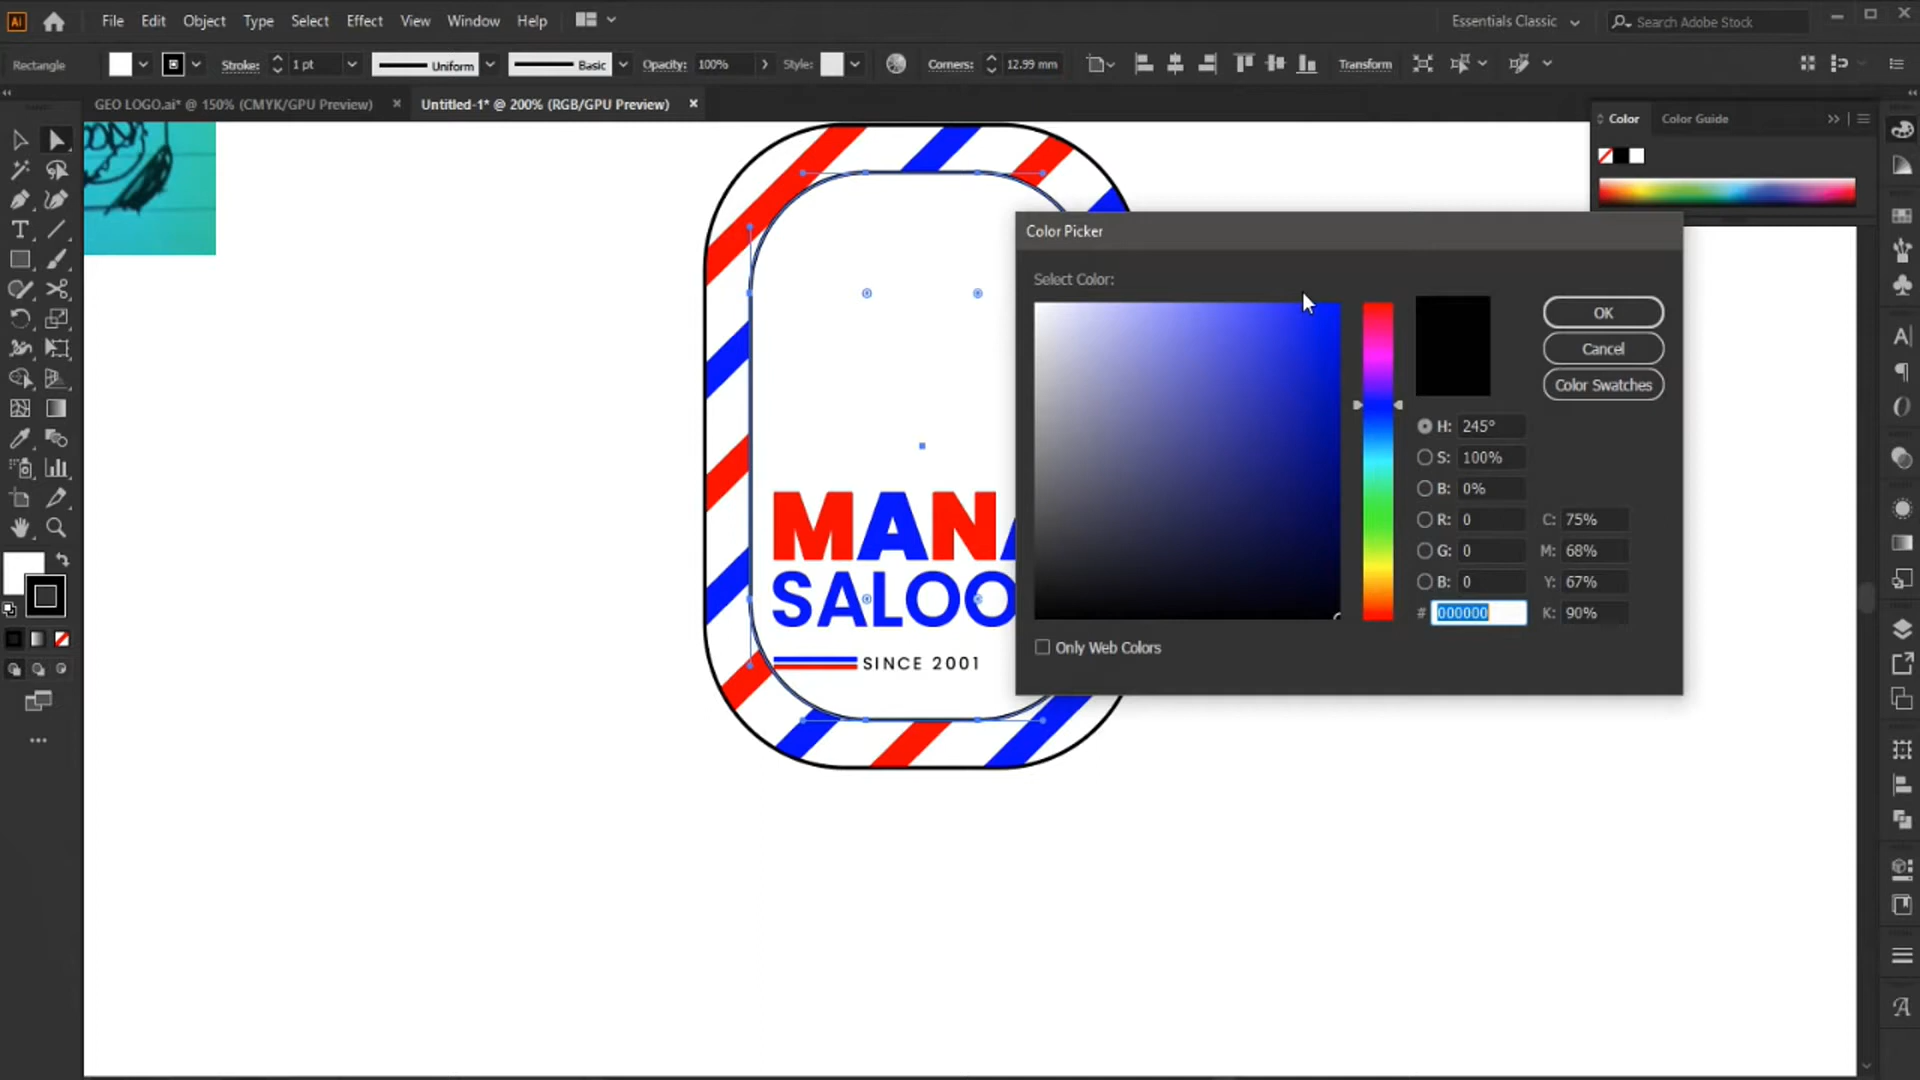 Ai File Edit Object Type Select Effect View Window Help Essentials Classic Search Adobe Stock
Rectangle Stroke: 1 pt Uniform Basic Opacity: 100% Style: Corners: 12.99 mm Transform
GEO LOGO.ai* @ 150% (CMYK/GPU Preview) × Untitled-1* @ 200% (RGB/GPU Preview) ×
Color Color Guide
Color Picker
Select Color:
OK
Cancel
Color Swatches
H: 245°
S: 100%
B: 0%
R: 0 C: 75%
G: 0 M: 68%
B: 0 Y: 67%
# 000000 K: 90%
Only Web Colors
MAN
SALOO
SINCE 2001